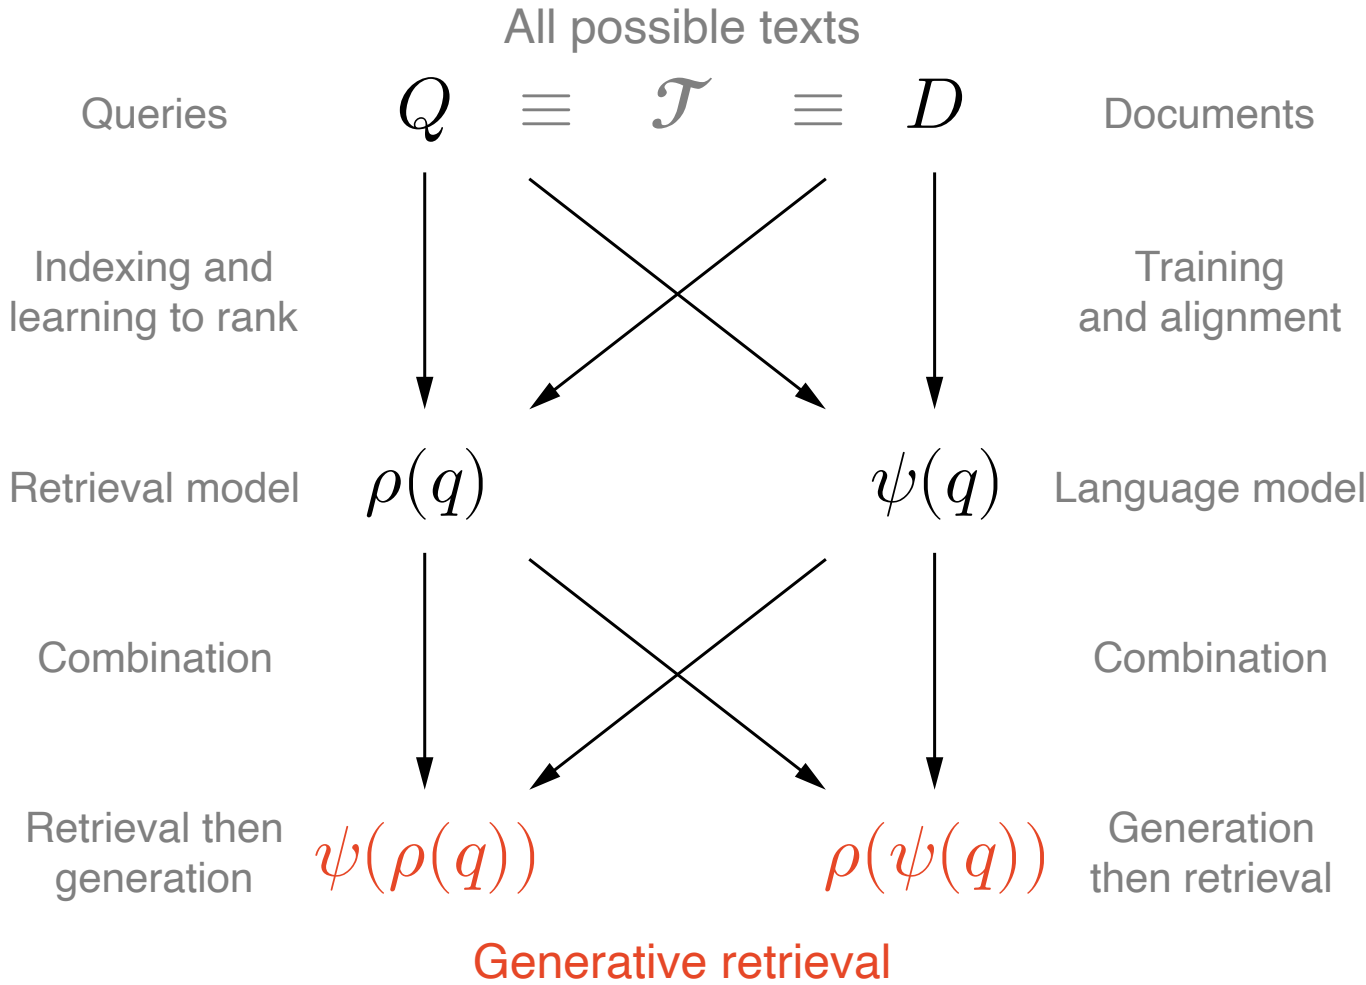 All possible texts
Queries Q ≡ 𝒯 ≡ D Documents
Indexing and
learning to rank
Training
and alignment
Retrieval model ρ(q) ψ(q) Language model
Combination Combination
Retrieval then
generation
ψ(ρ(q)) ρ(ψ(q))
Generation
then retrieval
Generative retrieval